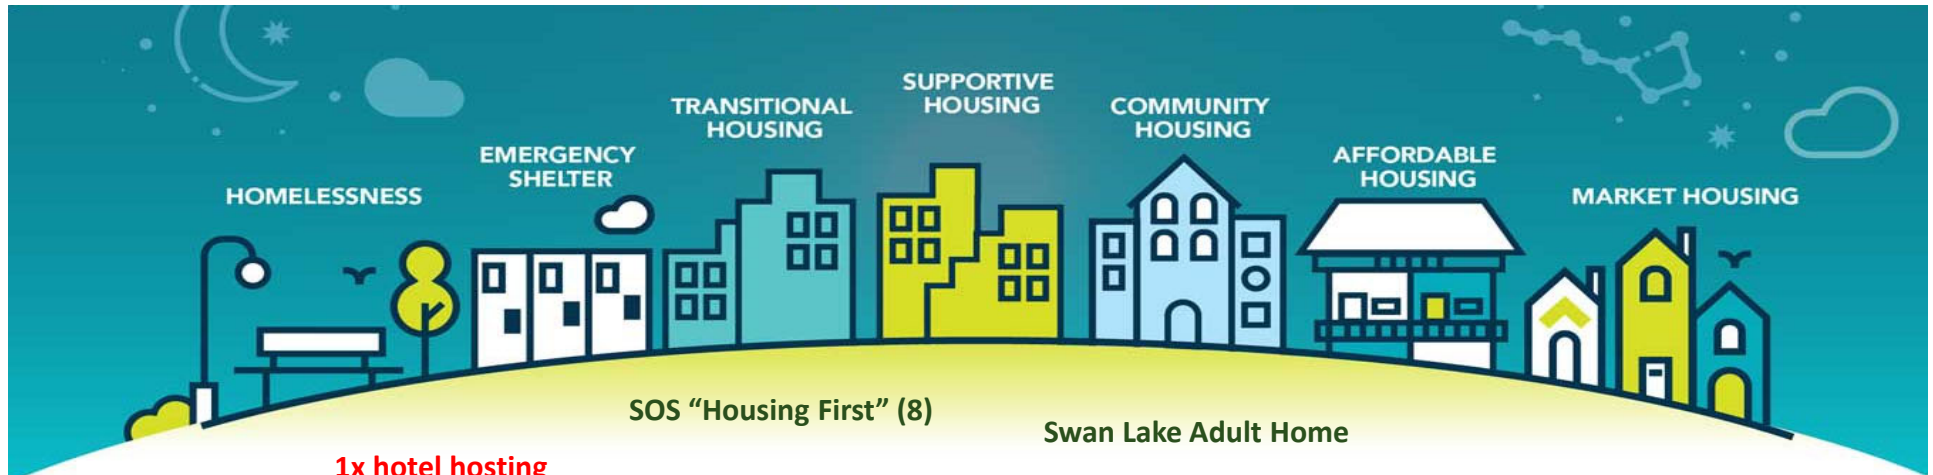 HOMELESSNESS
EMERGENCY
SHELTER
TRANSITIONAL
HOUSING
SUPPORTIVE
HOUSING
COMMUNITY
HOUSING
AFFORDABLE
HOUSING
MARKET HOUSING
SOS “Housing First” (8)
Swan Lake Adult Home
1x hotel hosting